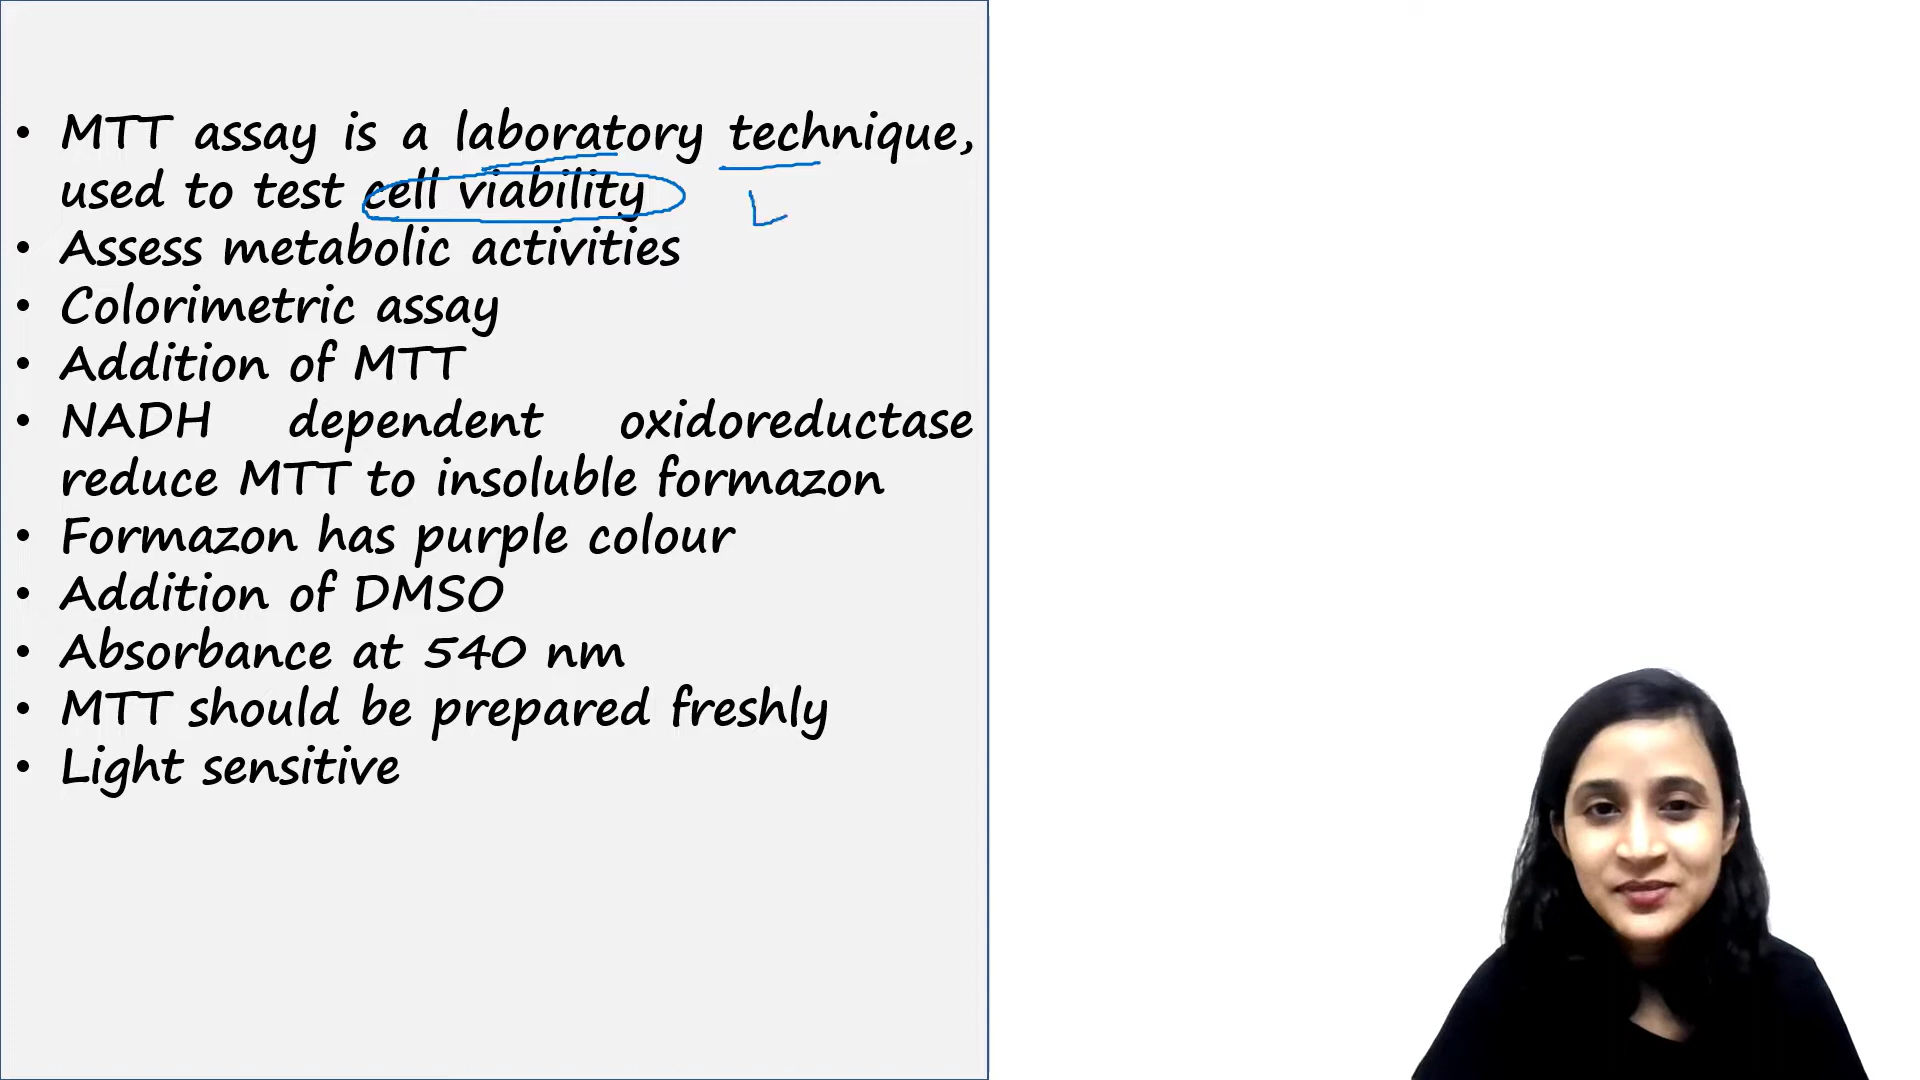 • MTT assay is a laboratory technique,
used to test cell viability
L
• Assess metabolic activities
• Colorimetric assay
• Addition of MTT
• NADH dependent oxidoreductase
reduce MTT to insoluble formazon
• Formazon has purple colour
• Addition of DMSO
• Absorbance at 540 nm
• MTT should be prepared freshly
• Light sensitive